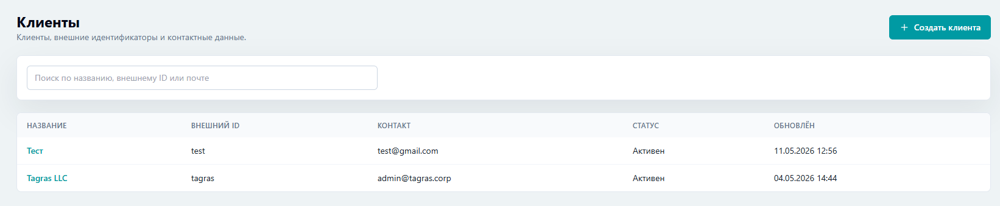 Клиенты
Клиенты, внешние идентификаторы и контактные данные.
+ Создать клиента
Поиск по названию, внешнему ID или почте
НАЗВАНИЕ ВНЕШНИЙ ID КОНТАКТ СТАТУС ОБНОВЛЁН
Тест test test@gmail.com Активен 11.05.2026 12:56
Tagras LLC tagras admin@tagras.corp Активен 04.05.2026 14:44